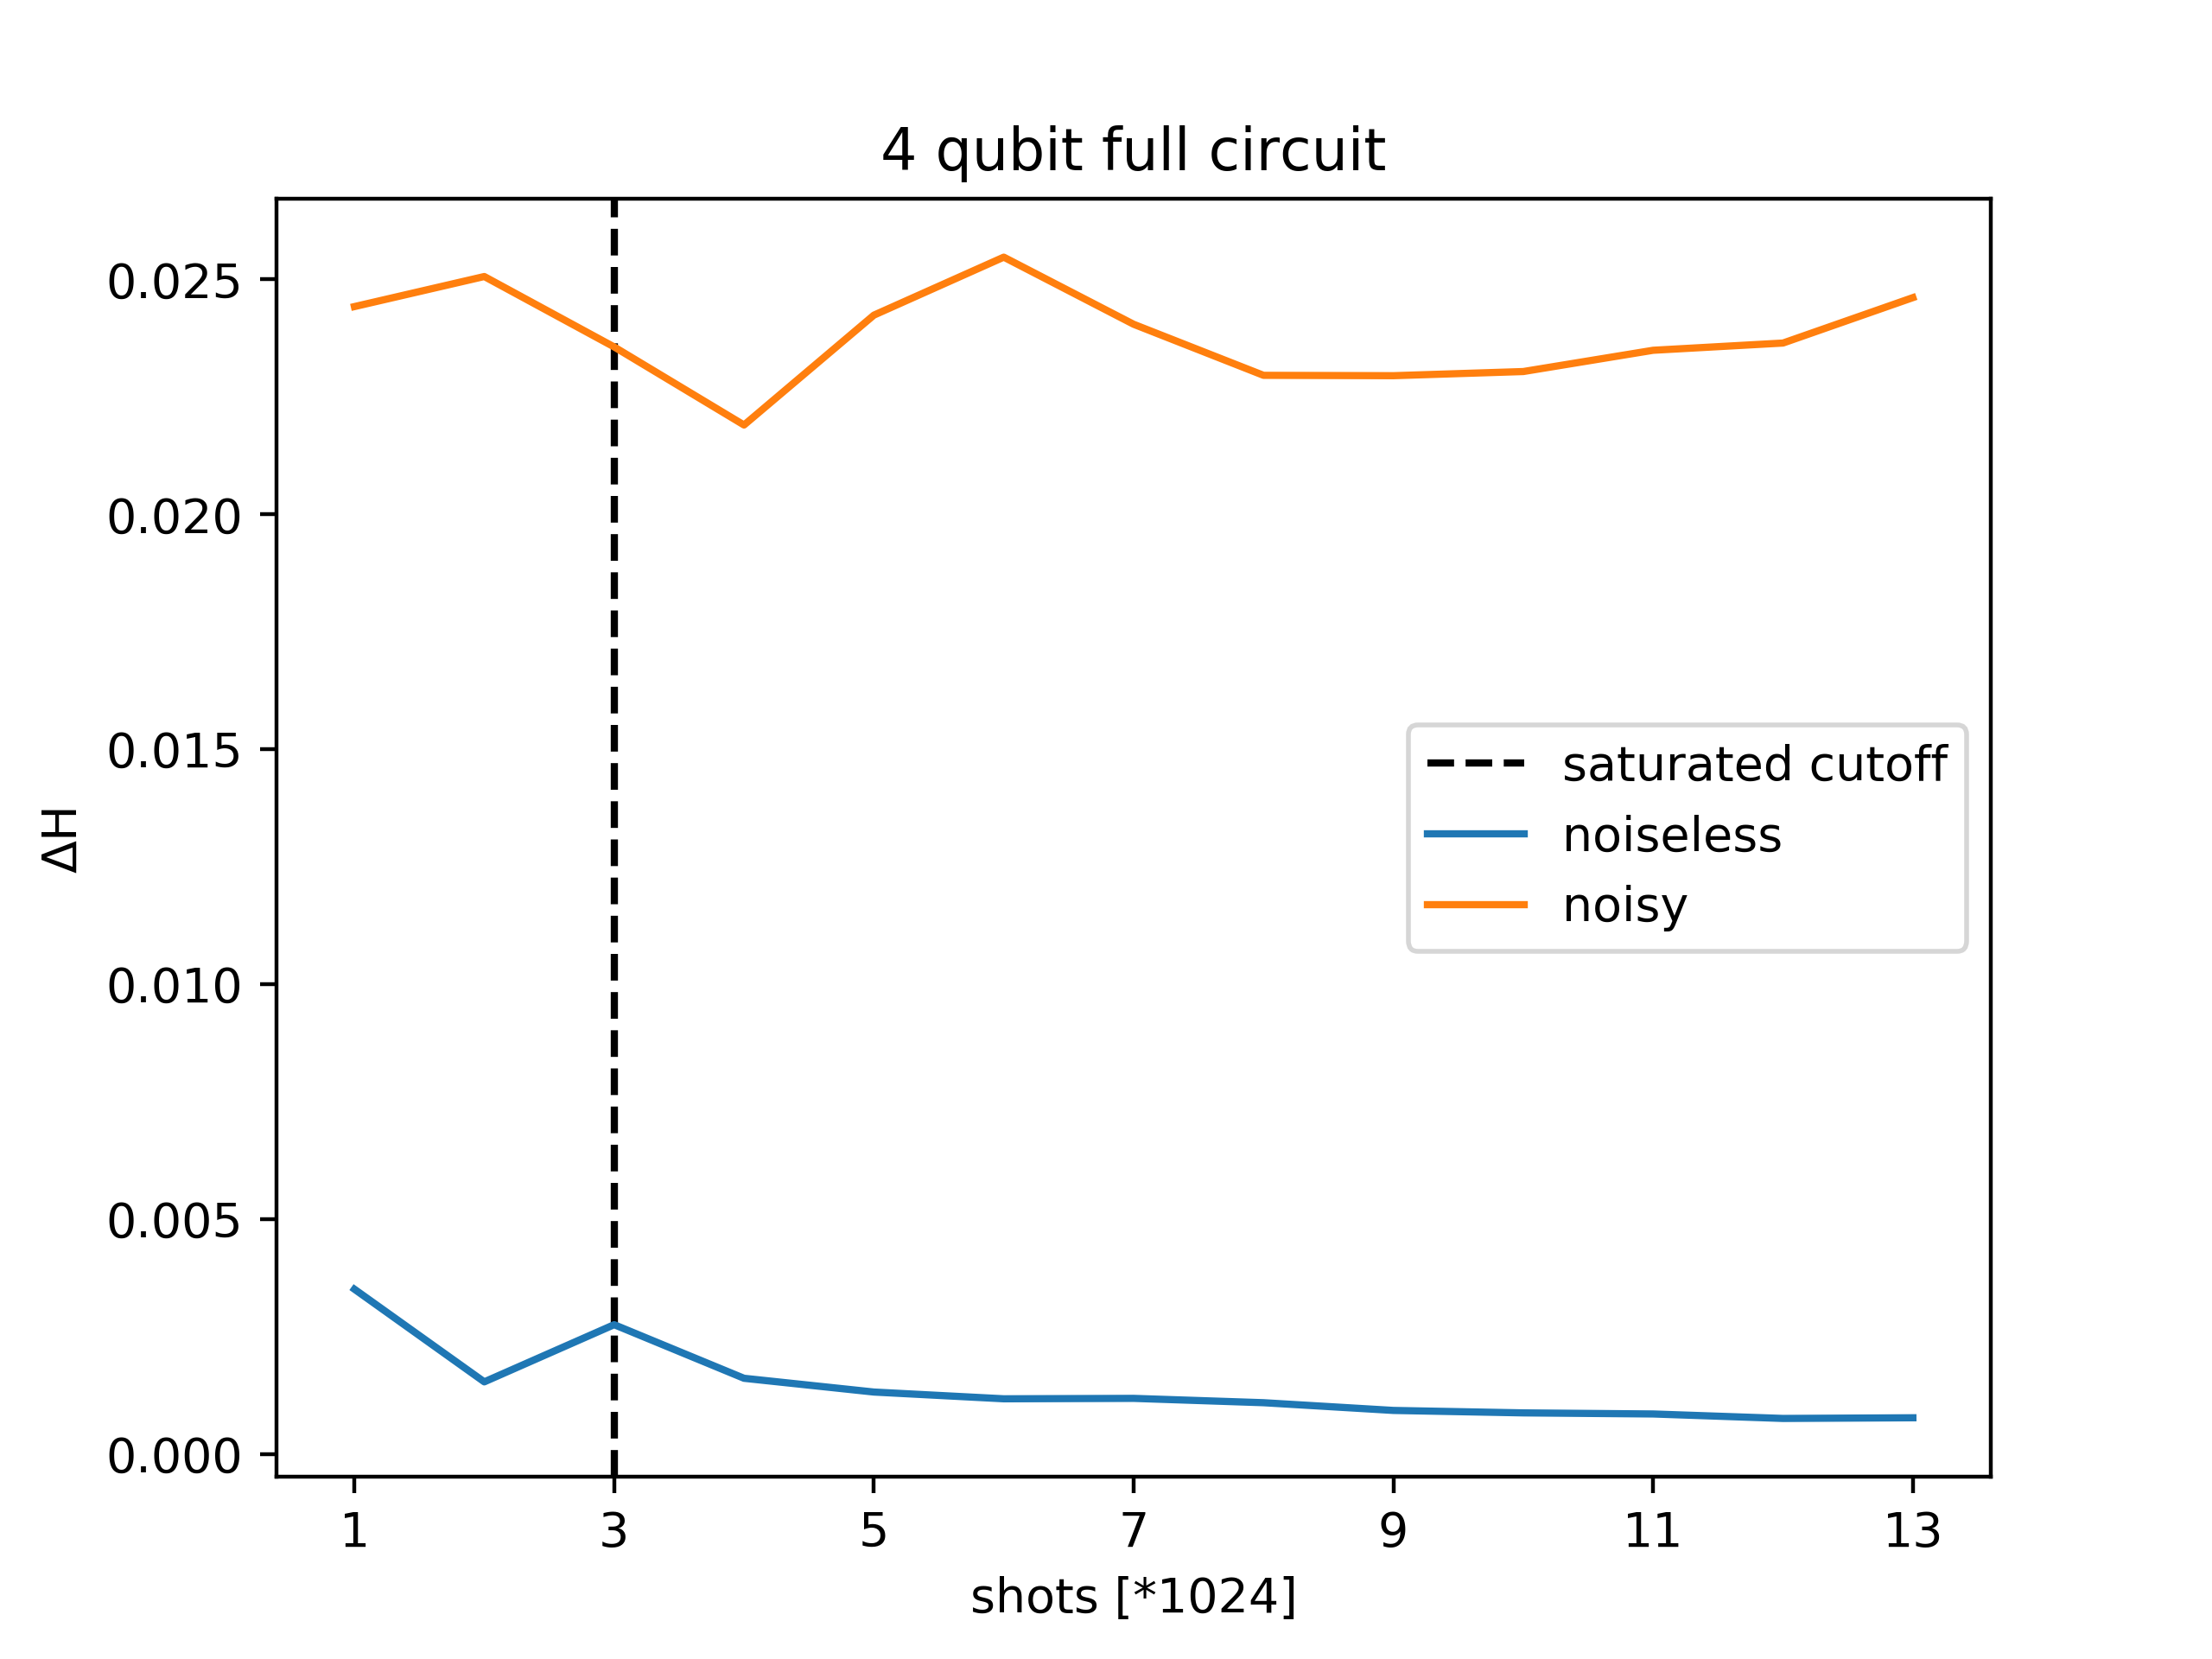 4 qubit full circuit
0.025
0.020
0.015
0.010
0.005
0.000
ΔH
saturated cutoff
noiseless
noisy
1 3 5 7 9 11 13
shots [*1024]